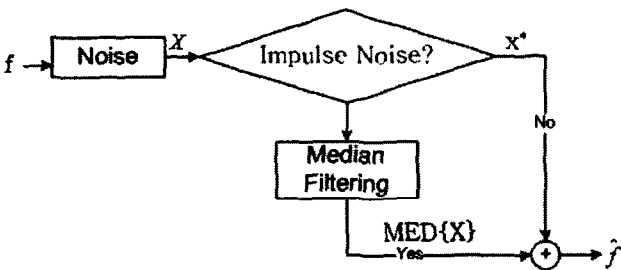 f
Noise
X
Impulse Noise?
x*
No
Median
Filtering
MED{X}
Yes
+
f̂